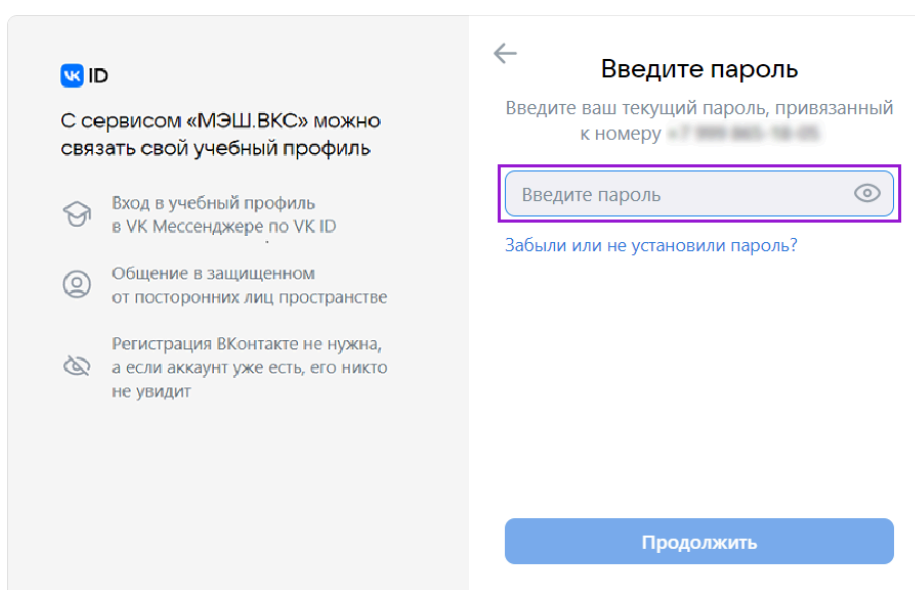 VK ID
С сервисом «МЭШ.ВКС» можно
связать свой учебный профиль
Вход в учебный профиль
в VK Мессенджере по VK ID
Общение в защищенном
от посторонних лиц пространстве
Регистрация ВКонтакте не нужна,
а если аккаунт уже есть, его никто
не увидит
Введите пароль
Введите ваш текущий пароль, привязанный
к номеру
Введите пароль
Забыли или не установили пароль?
Продолжить